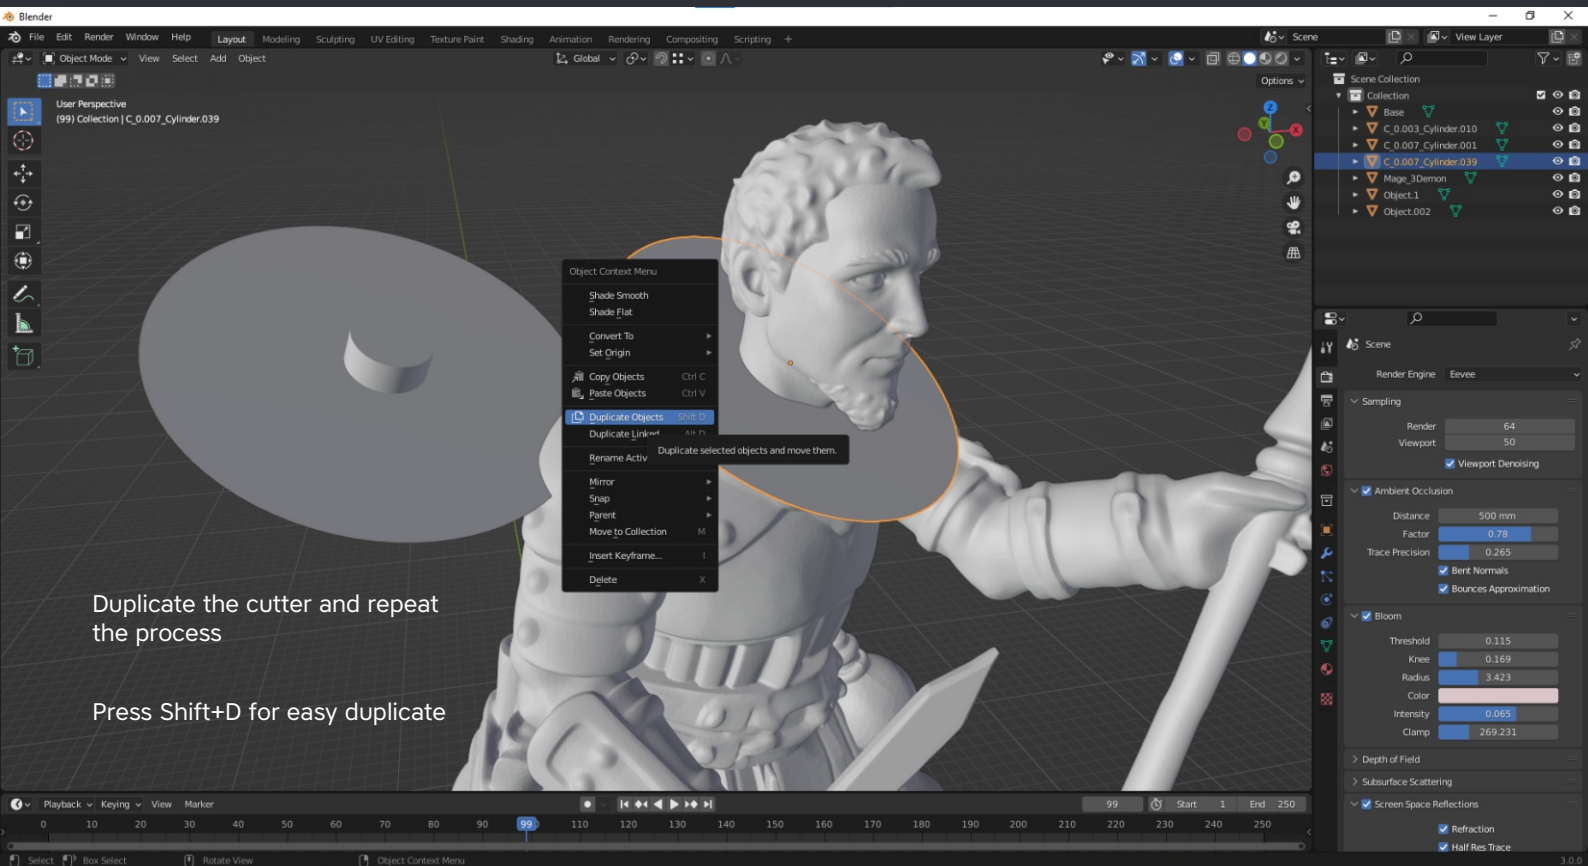 Blender
File Edit Render Window Help Layout Modeling Sculpting UV Editing Texture Paint Shading Animation Rendering Compositing Scripting + Scene View Layer
Object Mode View Select Add Object Global
Options
User Perspective
(99) Collection | C_0.007_Cylinder.039
Z
Y
X
Scene Collection
Collection
Base
C_0.003_Cylinder.010
C_0.007_Cylinder.001
C_0.007_Cylinder.039
Mage_3Demon
Object.1
Object.002
Object Context Menu
Shade Smooth
Shade Flat
Convert To
Set Origin
Copy Objects Ctrl C
Paste Objects Ctrl V
Duplicate Objects Shift D
Duplicate Linked Alt D
Duplicate selected objects and move them.
Rename Activ
Mirror
Snap
Parent
Move to Collection M
Insert Keyframe... I
Delete X
Duplicate the cutter and repeat
the process
Press Shift+D for easy duplicate
Scene
Render Engine Eevee
Sampling
Render 64
Viewport 50
Viewport Denoising
Ambient Occlusion
Distance 500 mm
Factor 0.78
Trace Precision 0.265
Bent Normals
Bounces Approximation
Bloom
Threshold 0.115
Knee 0.169
Radius 3.423
Color
Intensity 0.065
Clamp 269.231
Depth of Field
Subsurface Scattering
Screen Space Reflections
Refraction
Half Res Trace
Playback Keying View Marker 99 Start 1 End 250
0 10 20 30 40 50 60 70 80 90 99 110 120 130 140 150 160 170 180 190 200 210 220 230 240 250
Select Box Select Rotate View Object Context Menu 3.0.0